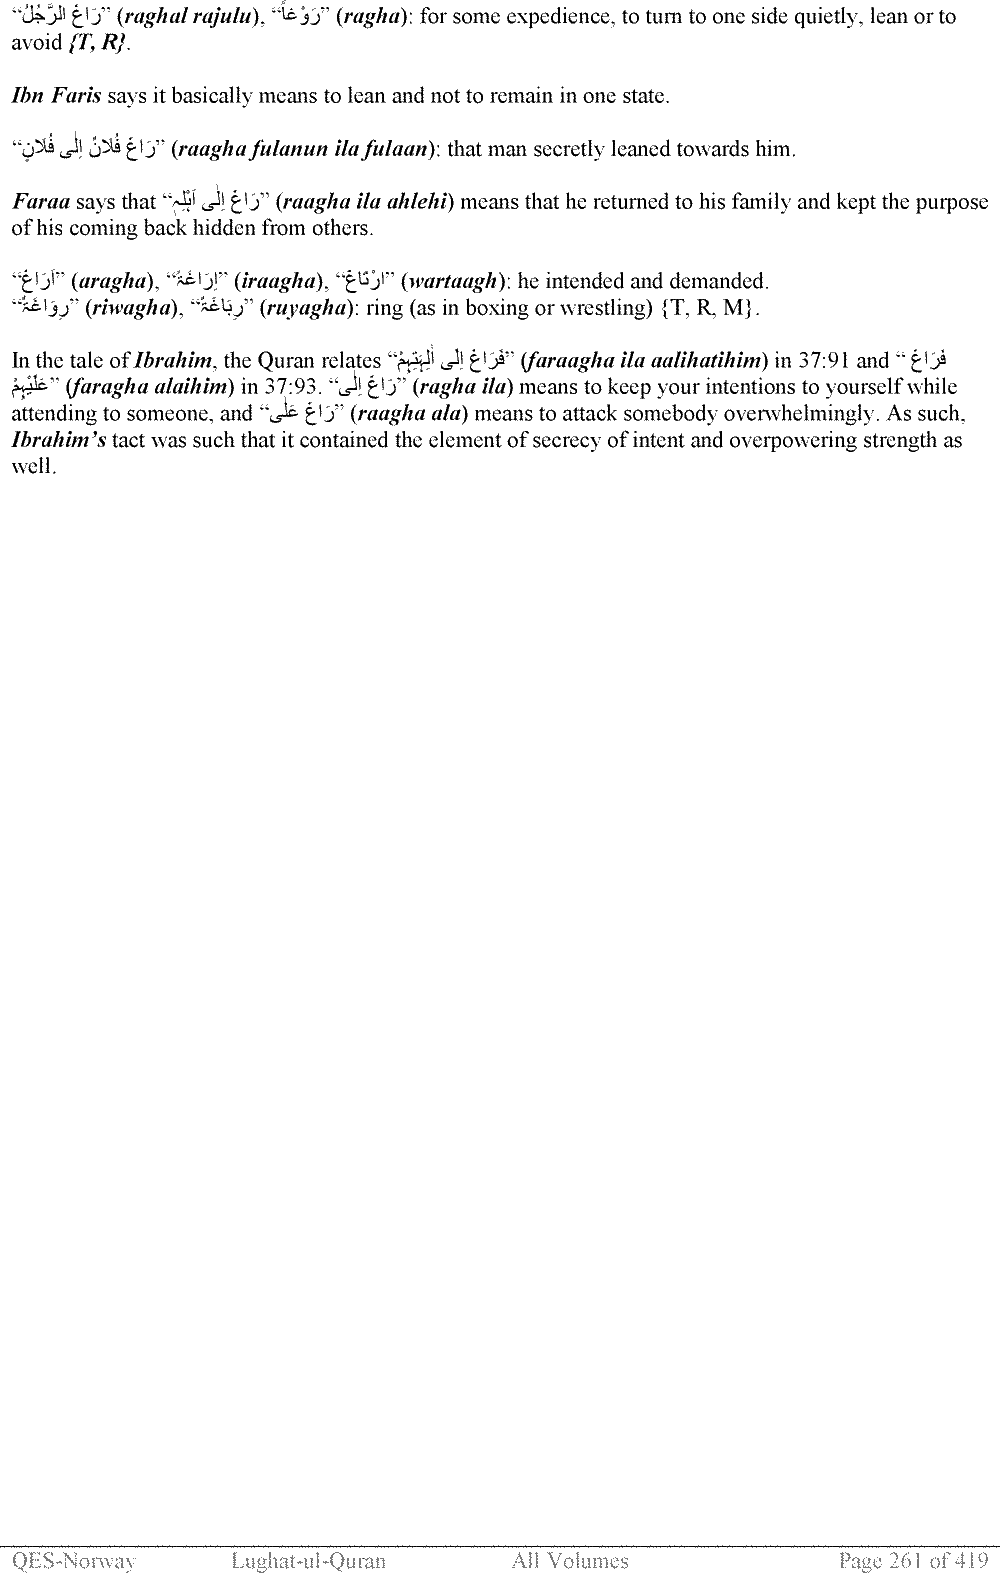 “رَاغَ الرَّجُلُ” (raghal rajulu), “رَوْغاً” (ragha): for some expedience, to turn to one side quietly, lean or to
avoid {T, R}.
Ibn Faris says it basically means to lean and not to remain in one state.
“رَاغَ فُلَانٌ اِلٰی فُلَانٍ” (raagha fulanun ila fulaan): that man secretly leaned towards him.
Faraa says that “رَاغَ اِلٰی اَہْلِہٖ” (raagha ila ahlehi) means that he returned to his family and kept the purpose
of his coming back hidden from others.
“اَرَاغَ” (aragha), “اِرَاغَۃً” (iraagha), “ارْتَاغَ” (wartaagh): he intended and demanded.
“رِوَاغَۃٌ” (riwagha), “رِيَاغَۃٌ” (ruyagha): ring (as in boxing or wrestling) {T, R, M}.
In the tale of Ibrahim, the Quran relates “فَرَاغَ اِلٰٓی اٰلِہَتِہِمْ” (faraagha ila aalihatihim) in 37:91 and “فَرَاغَ
عَلَيْہِمْ” (faragha alaihim) in 37:93. “رَاغَ اِلٰی” (ragha ila) means to keep your intentions to yourself while
attending to someone, and “رَاغَ عَلٰی” (raagha ala) means to attack somebody overwhelmingly. As such,
Ibrahim’s tact was such that it contained the element of secrecy of intent and overpowering strength as
well.
QES-Norway Lughat-ul-Quran All Volumes Page 261 of 419